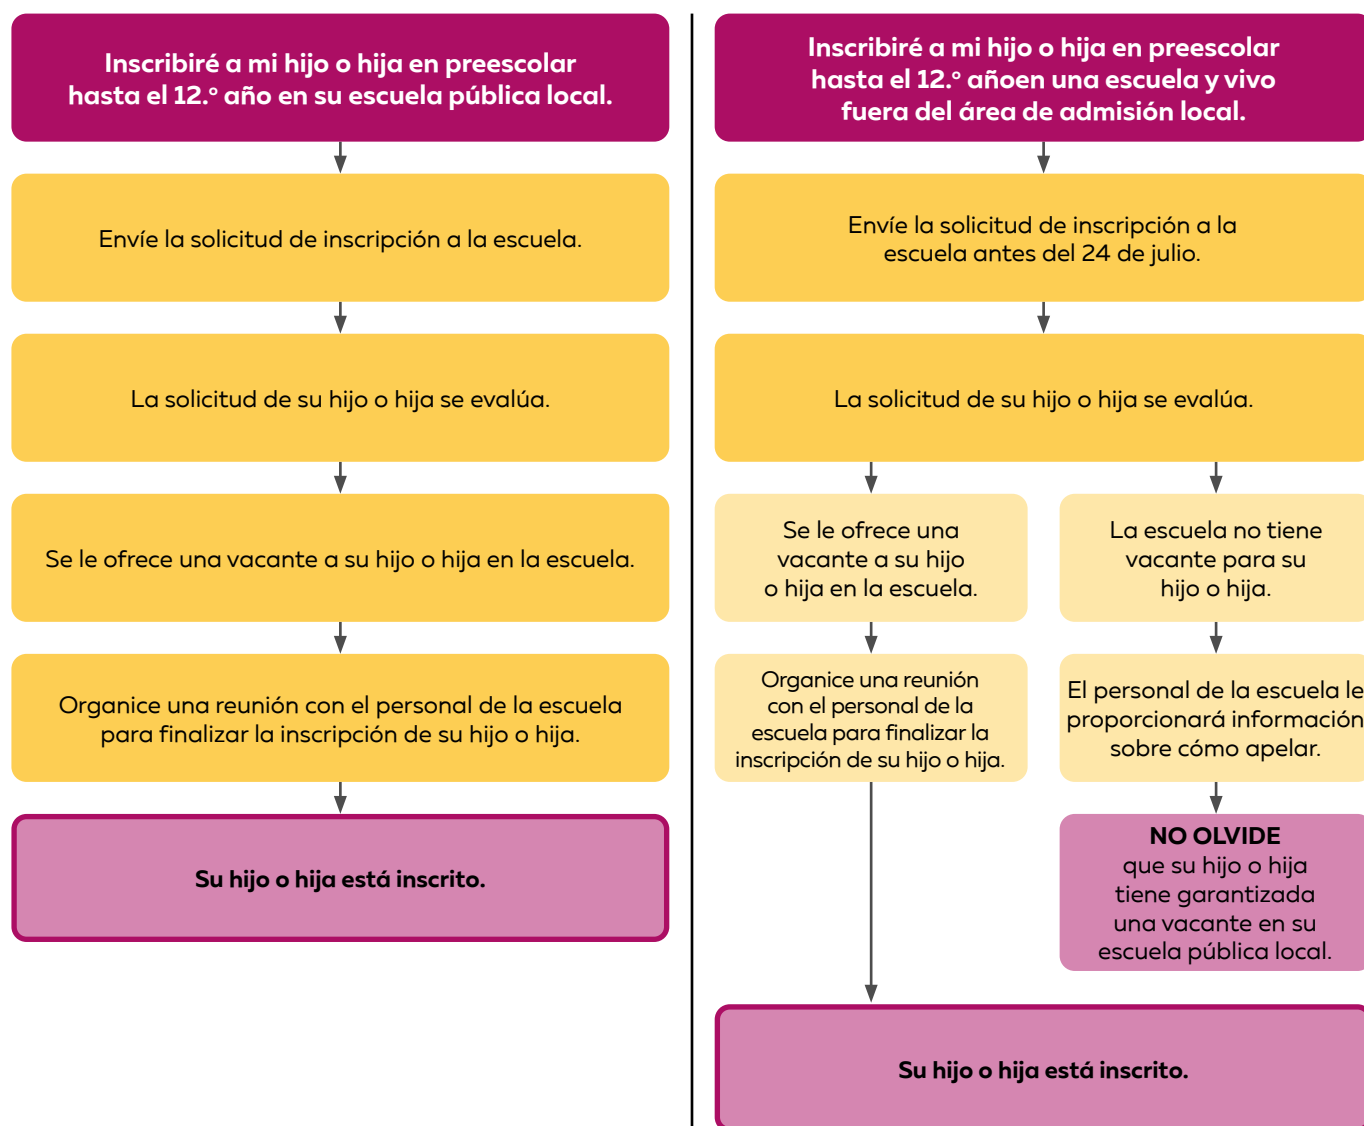 Inscribiré a mi hijo o hija en preescolar
hasta el 12.º año en su escuela pública local.
Envíe la solicitud de inscripción a la escuela.
La solicitud de su hijo o hija se evalúa.
Se le ofrece una vacante a su hijo o hija en la escuela.
Organice una reunión con el personal de la escuela
para finalizar la inscripción de su hijo o hija.
Su hijo o hija está inscrito.
Inscribiré a mi hijo o hija en preescolar
hasta el 12.º añoen una escuela y vivo
fuera del área de admisión local.
Envíe la solicitud de inscripción a la
escuela antes del 24 de julio.
La solicitud de su hijo o hija se evalúa.
Se le ofrece una
vacante a su hijo
o hija en la escuela.
Organice una reunión
con el personal de la
escuela para finalizar la
inscripción de su hijo o hija.
La escuela no tiene
vacante para su
hijo o hija.
El personal de la escuela le
proporcionará información
sobre cómo apelar.
NO OLVIDE
que su hijo o hija
tiene garantizada
una vacante en su
escuela pública local.
Su hijo o hija está inscrito.